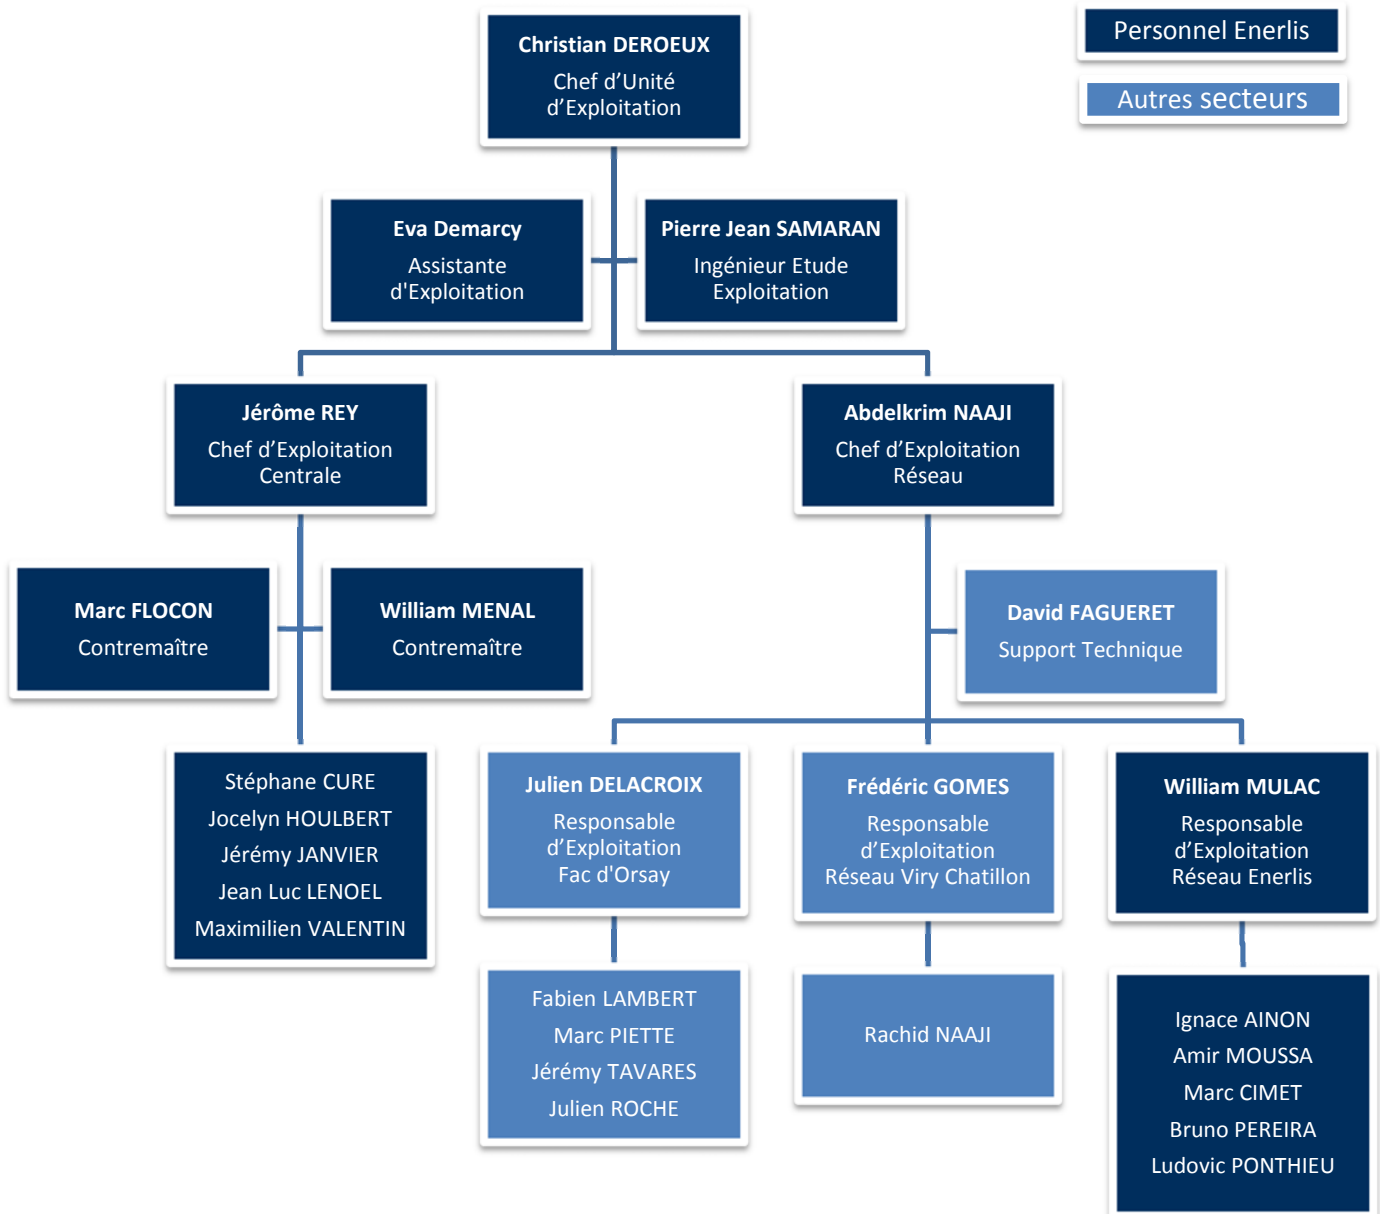 Christian DEROEUX
Chef d’Unité
d’Exploitation
Personnel Enerlis
Autres secteurs
Eva Demarcy
Assistante
d'Exploitation
Pierre Jean SAMARAN
Ingénieur Etude
Exploitation
Jérôme REY
Chef d’Exploitation
Centrale
Abdelkrim NAAJI
Chef d’Exploitation
Réseau
Marc FLOCON
Contremaître
William MENAL
Contremaître
David FAGUERET
Support Technique
Stéphane CURE
Jocelyn HOULBERT
Jérémy JANVIER
Jean Luc LENOEL
Maximilien VALENTIN
Julien DELACROIX
Responsable
d’Exploitation
Fac d'Orsay
Frédéric GOMES
Responsable
d’Exploitation
Réseau Viry Chatillon
William MULAC
Responsable
d’Exploitation
Réseau Enerlis
Fabien LAMBERT
Marc PIETTE
Jérémy TAVARES
Julien ROCHE
Rachid NAAJI
Ignace AINON
Amir MOUSSA
Marc CIMET
Bruno PEREIRA
Ludovic PONTHIEU